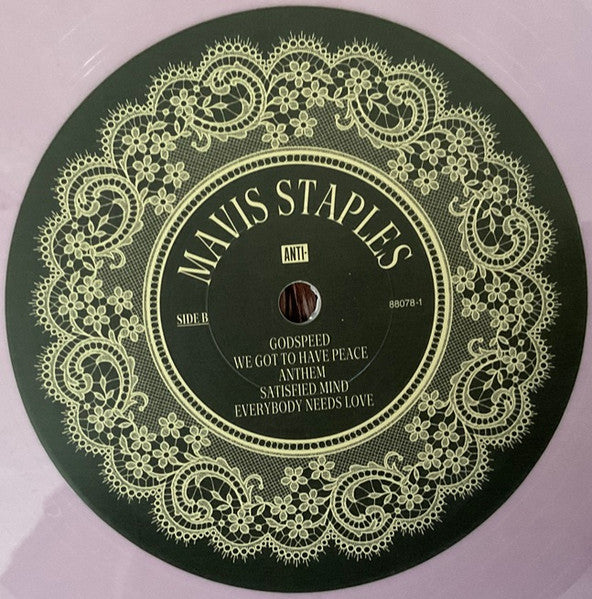 MAVIS STAPLES
ANTI-
SIDE B
88078-1
GODSPEED
WE GOT TO HAVE PEACE
ANTHEM
SATISFIED MIND
EVERYBODY NEEDS LOVE